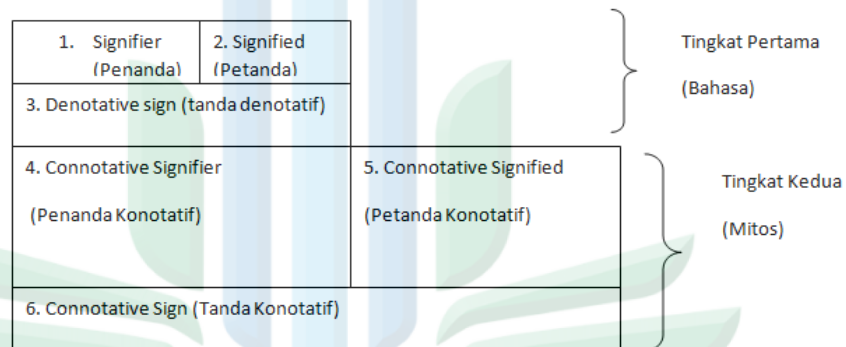 1. Signifier
(Penanda)
2. Signified
(Petanda)
3. Denotative sign (tanda denotatif)
Tingkat Pertama
(Bahasa)
4. Connotative Signifier
(Penanda Konotatif)
5. Connotative Signified
(Petanda Konotatif)
6. Connotative Sign (Tanda Konotatif)
Tingkat Kedua
(Mitos)